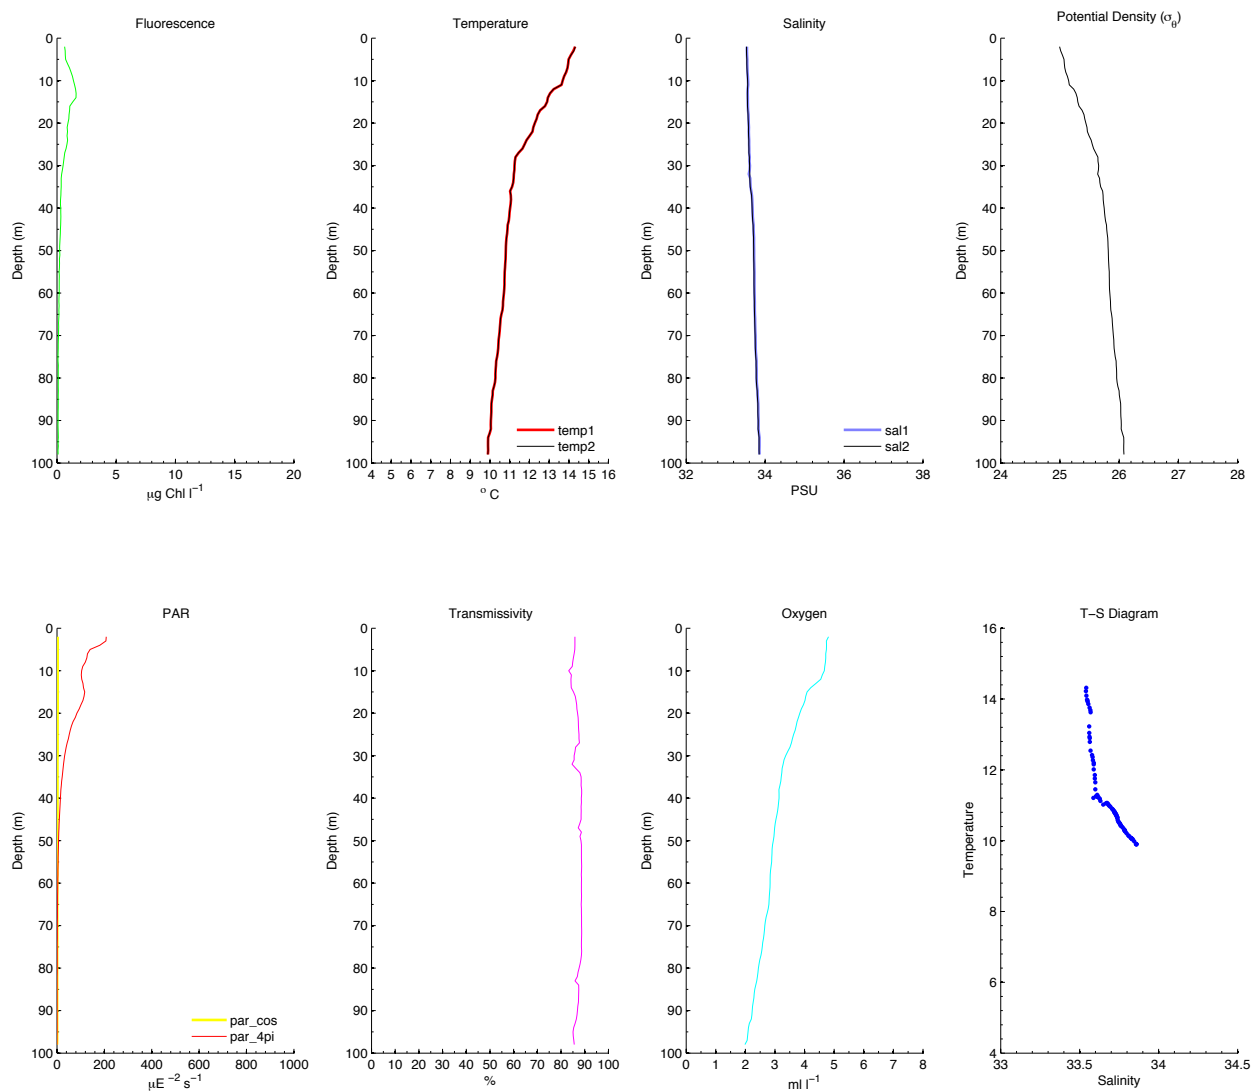 Fluorescence
0
10
20
30
40
50
60
70
80
90
100
Depth (m)
0 5 10 15 20
μg Chl l⁻¹
Temperature
0
10
20
30
40
50
60
70
80
90
100
Depth (m)
temp1
temp2
4 5 6 7 8 9 10 11 12 13 14 15 16
° C
Salinity
0
10
20
30
40
50
60
70
80
90
100
Depth (m)
sal1
sal2
32 34 36 38
PSU
Potential Density (σθ)
0
10
20
30
40
50
60
70
80
90
100
Depth (m)
24 25 26 27 28
PAR
0
10
20
30
40
50
60
70
80
90
100
Depth (m)
par_cos
par_4pi
0 200 400 600 800 1000
μE⁻² s⁻¹
Transmissivity
0
10
20
30
40
50
60
70
80
90
100
Depth (m)
0 10 20 30 40 50 60 70 80 90 100
%
Oxygen
0
10
20
30
40
50
60
70
80
90
100
Depth (m)
0 1 2 3 4 5 6 7 8
ml l⁻¹
T−S Diagram
16
14
12
10
8
6
4
Temperature
33 33.5 34 34.5
Salinity